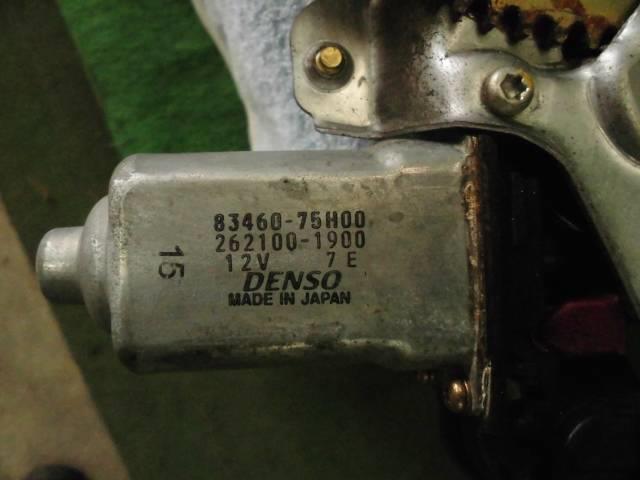 83460-75H00
262100-1900
12V 7E
DENSO
MADE IN JAPAN
15